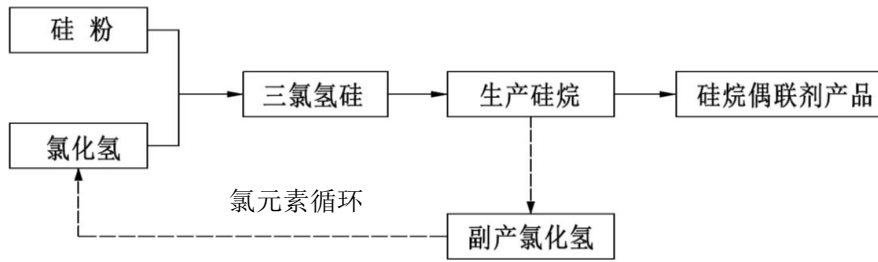 硅 粉
三氯氢硅
生产硅烷
硅烷偶联剂产品
氯化氢
氯元素循环
副产氯化氢